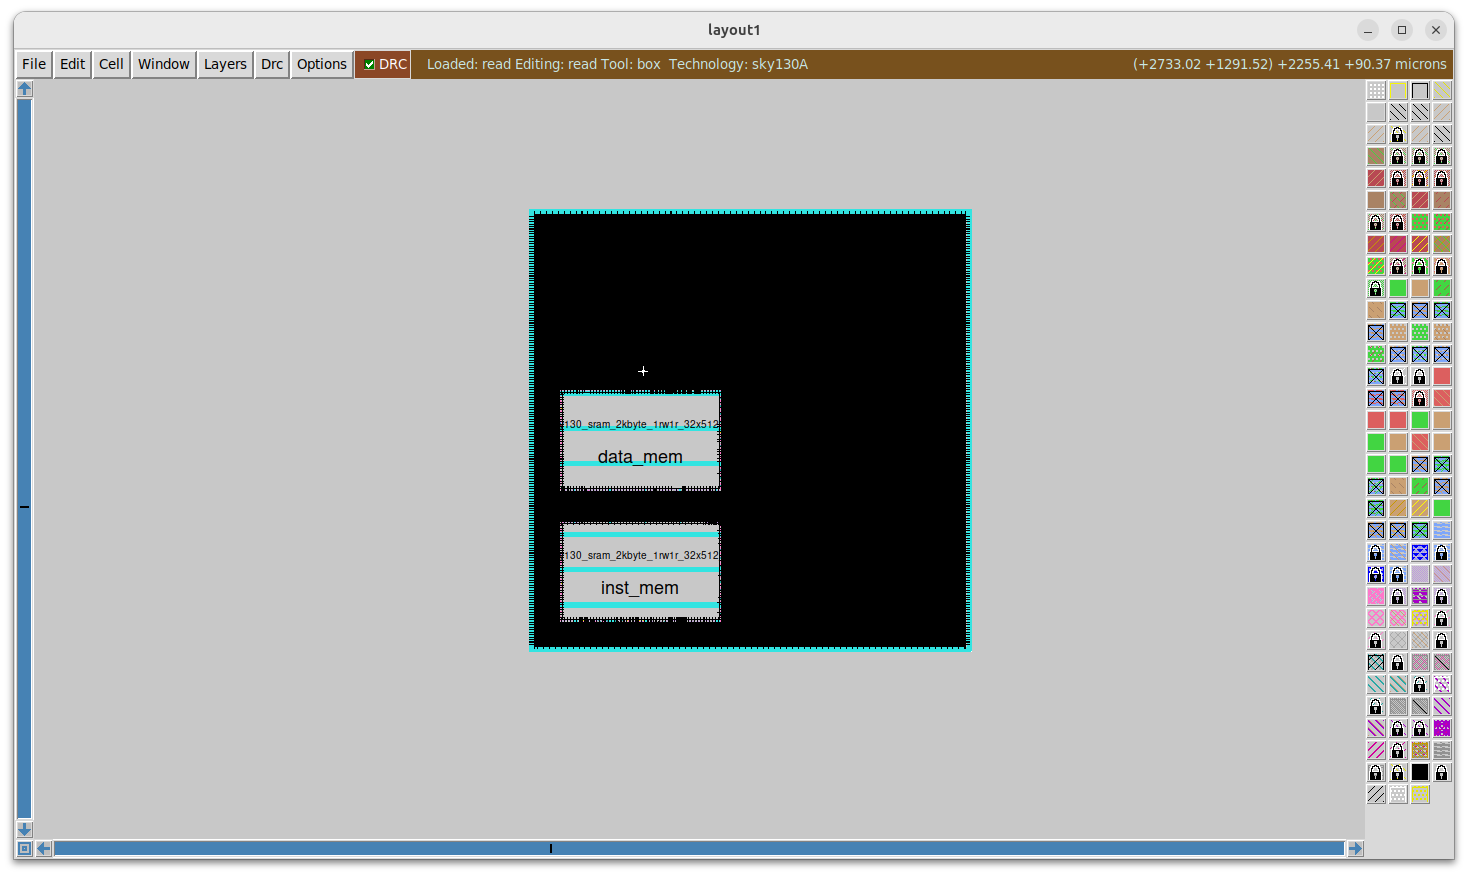 layout1
File Edit Cell Window Layers Drc Options DRC Loaded: read Editing: read Tool: box Technology: sky130A (+2733.02 +1291.52) +2255.41 +90.37 microns
130_sram_2kbyte_1rw1r_32x512
data_mem
130_sram_2kbyte_1rw1r_32x512
inst_mem